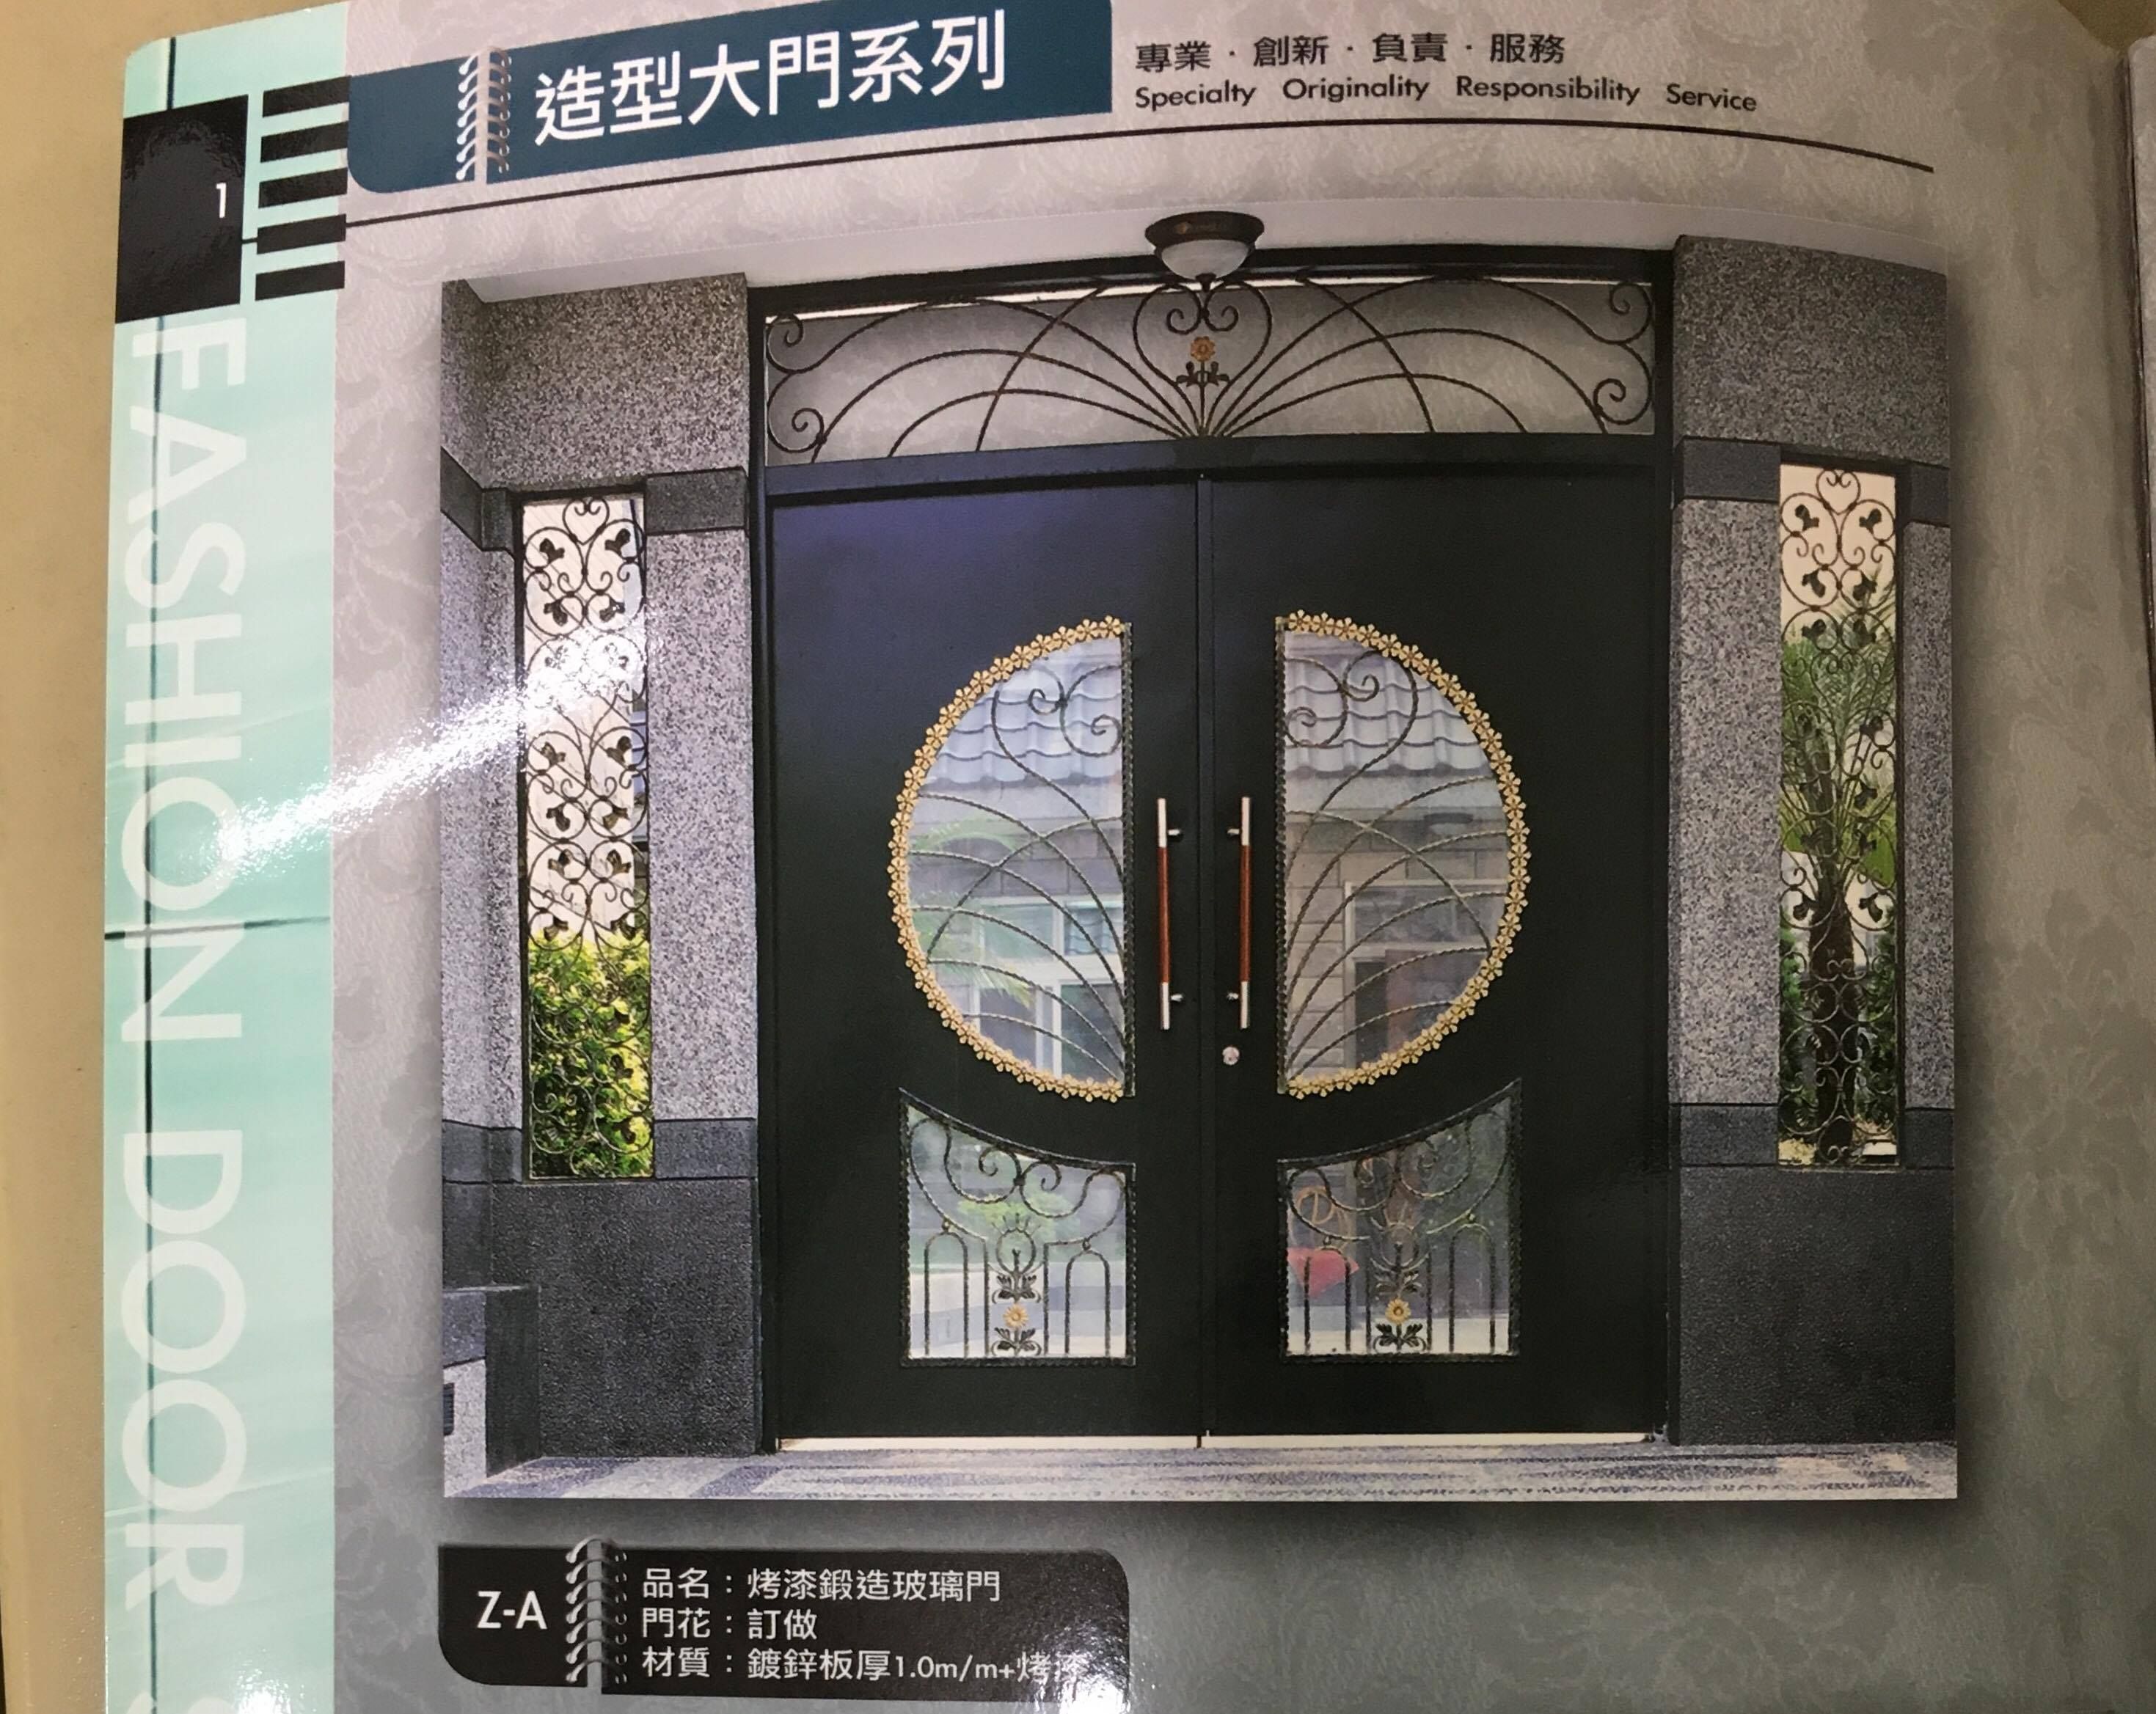 造型大門系列
專業．創新．負責．服務
Specialty Originality Responsibility Service
1
FASHION DOOR
Z-A
品名：烤漆鍛造玻璃門
門花：訂做
材質：鍍鋅板厚1.0m/m+烤漆